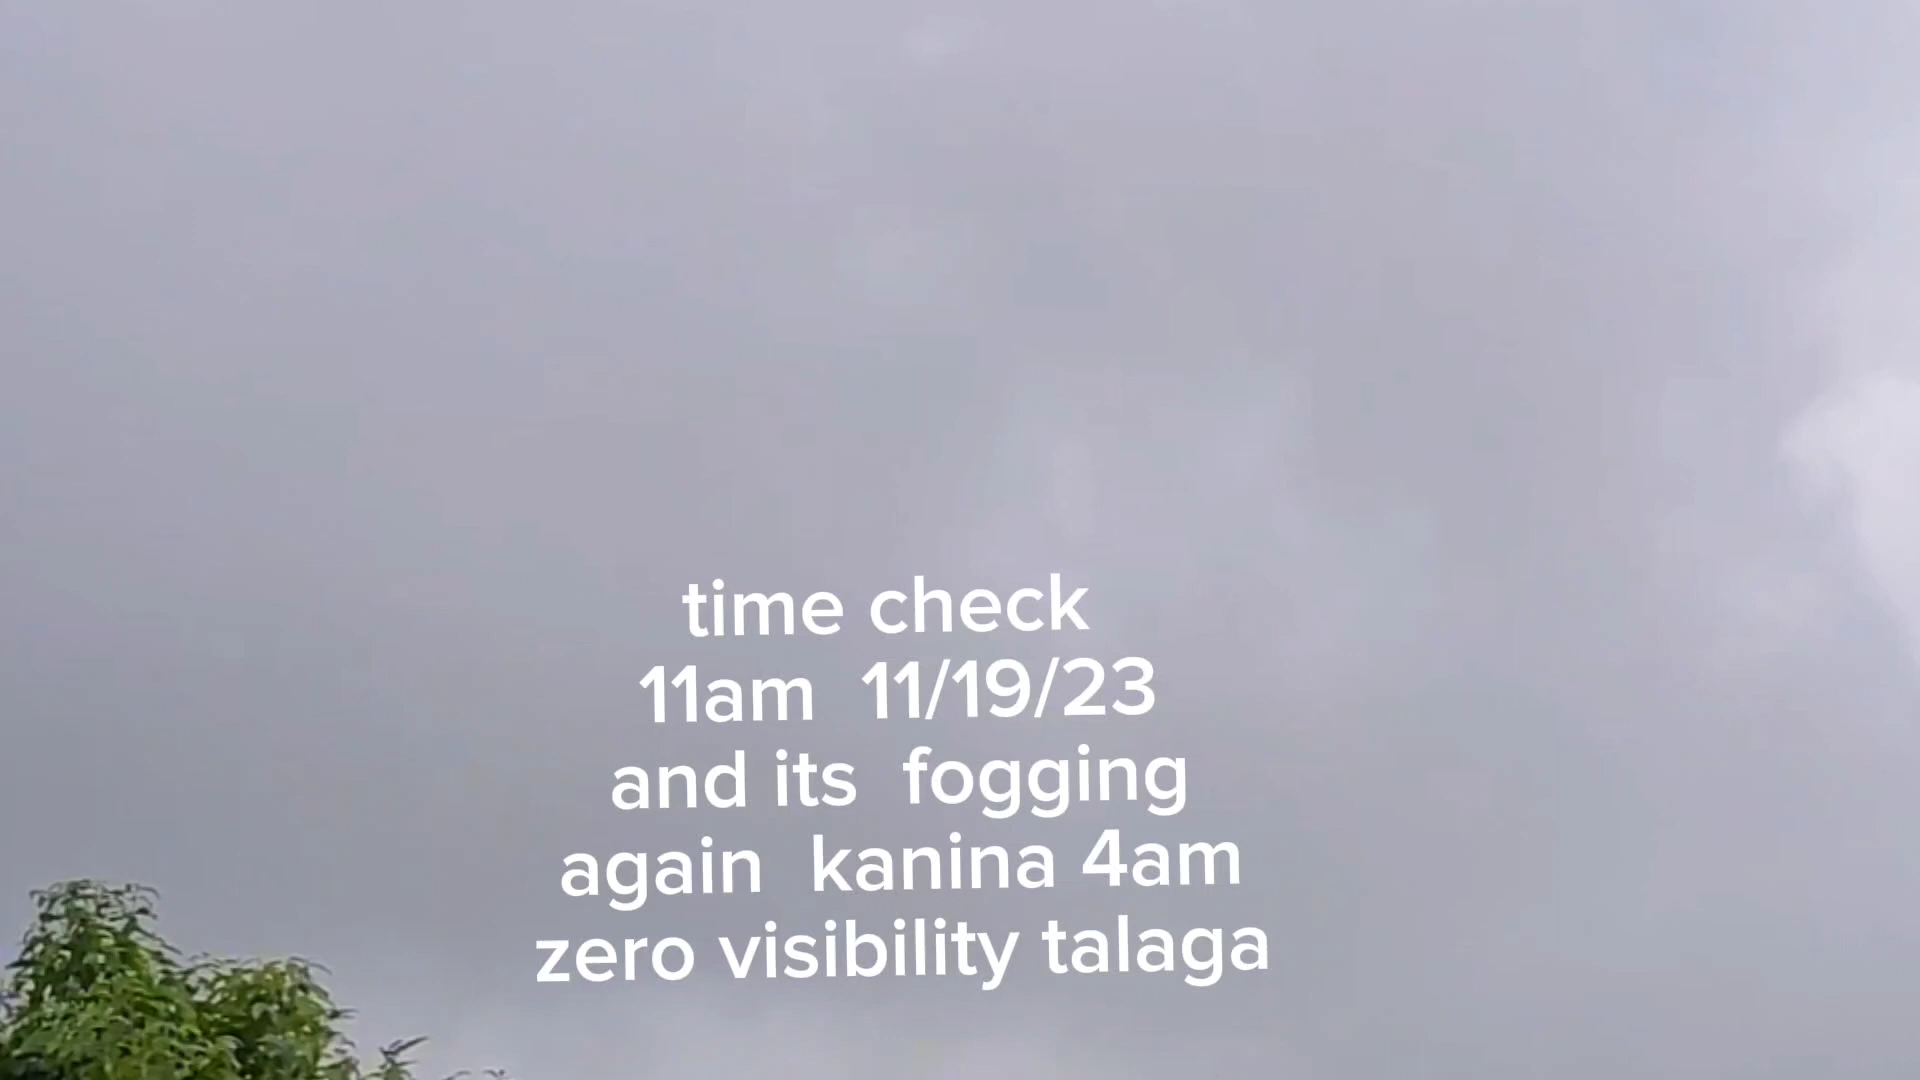 time check
11am 11/19/23
and its fogging
again kanina 4am
zero visibility talaga